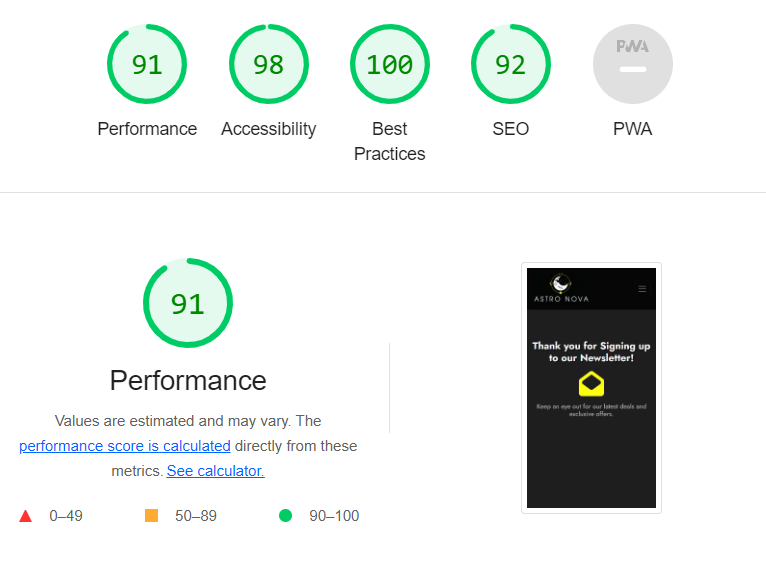 91
98
100
92
PWA
Performance
Accessibility
Best
Practices
SEO
PWA
91
Performance
Values are estimated and may vary. The
performance score is calculated directly from these
metrics. See calculator.
0–49
50–89
90–100
ASTRO NOVA
Thank you for Signing up
to our Newsletter!
Keep an eye out for our latest deals and
exclusive offers.